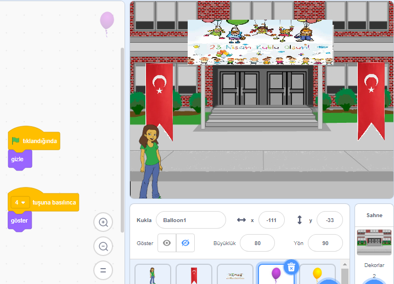 tıklandığında
gizle
4 tuşuna basılınca
göster
23 Nisan Kutlu Olsun!
Kukla Balloon1 x -111 y -33
Göster Büyüklük 60 Yön 90
Sahne
Dekorlar
2